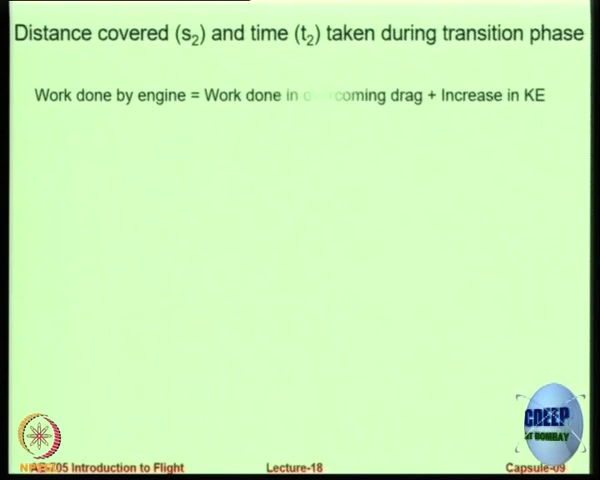 Distance covered (s₂) and time (t₂) taken during transition phase
Work done by engine = Work done in overcoming drag + Increase in KE
CDEEP
IIT BOMBAY
NPTEL
AE-705 Introduction to Flight
Lecture-18
Capsule-09